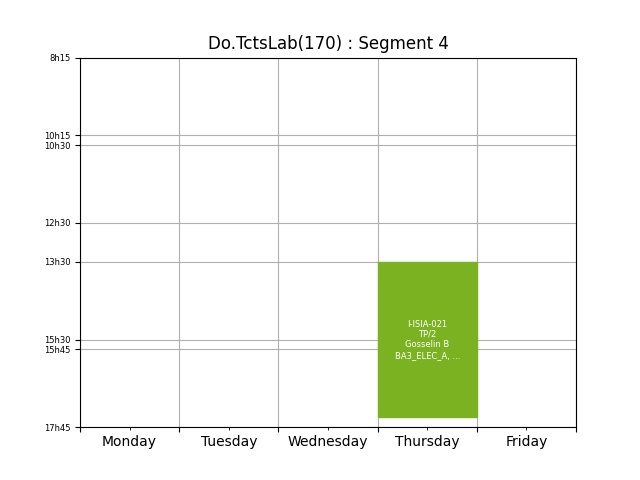 Do.TctsLab(170) : Segment 4
8h15
10h15
10h30
12h30
13h30
I-ISIA-021
TP/2
Gosselin B
BA3_ELEC_A, ...
15h30
15h45
17h45
Monday Tuesday Wednesday Thursday Friday